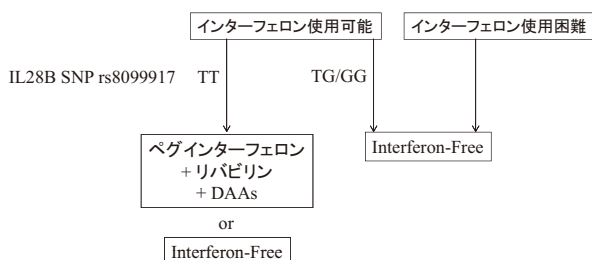 インターフェロン使用可能 インターフェロン使用困難
IL28B SNP rs8099917 TT TG/GG
ペグインターフェロン
+ リバビリン
+ DAAs
Interferon-Free
or
Interferon-Free